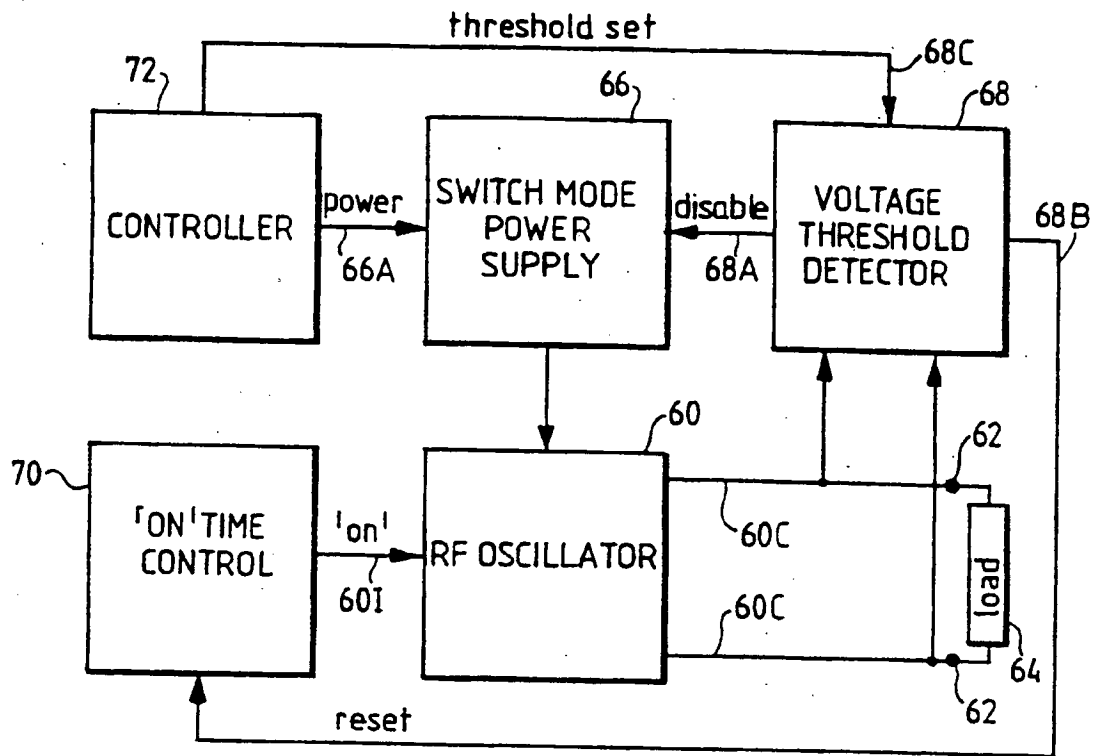 threshold set
68C
72
66
68
CONTROLLER
power
66A
SWITCH MODE
POWER
SUPPLY
disable
68A
VOLTAGE
THRESHOLD
DETECTOR
68B
70
'ON' TIME
CONTROL
'on'
60I
60
RF OSCILLATOR
60C
60C
62
load
64
62
reset